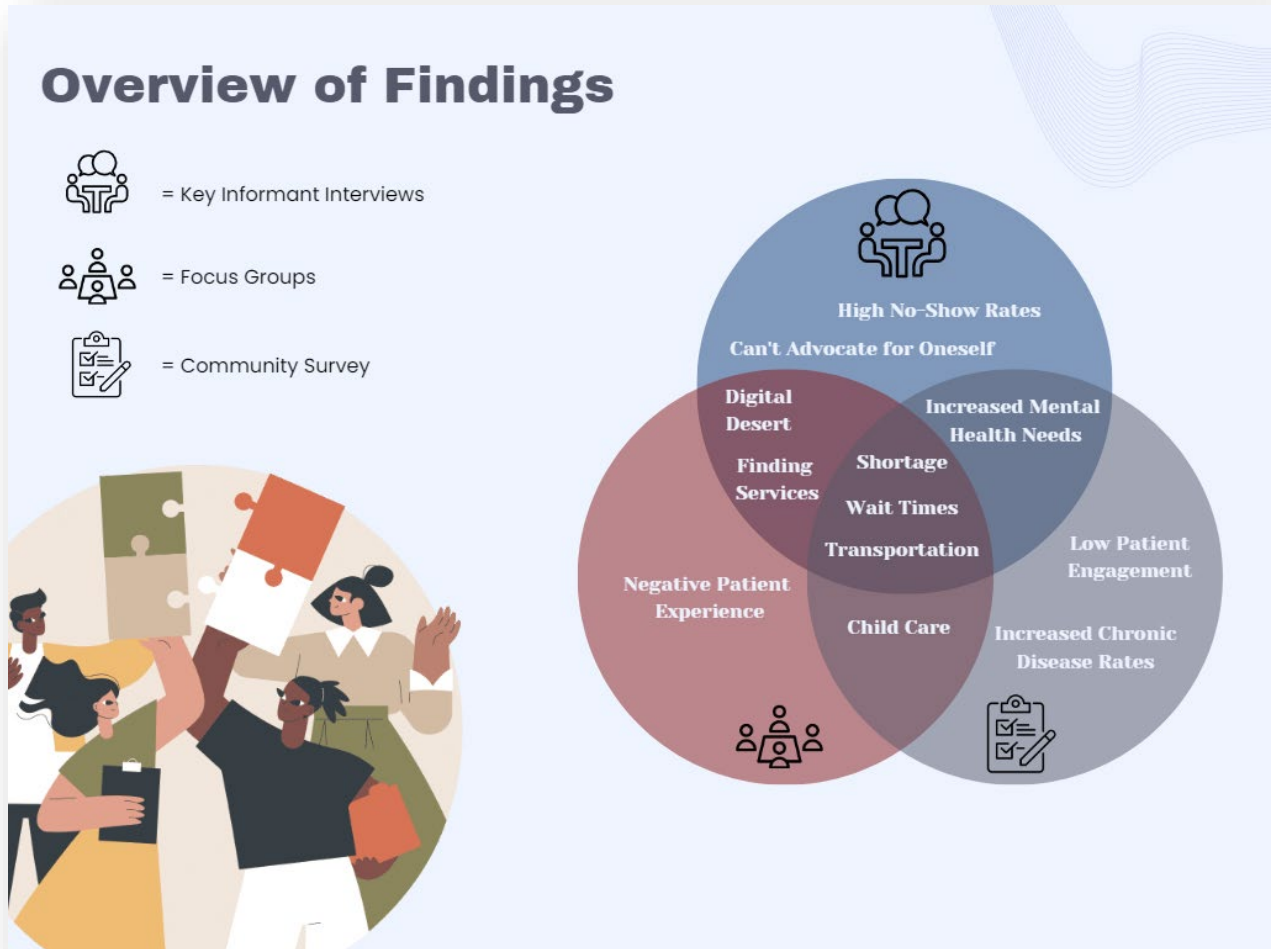 Overview of Findings
= Key Informant Interviews
= Focus Groups
= Community Survey
High No-Show Rates
Can't Advocate for Oneself
Digital
Desert
Finding
Services
Increased Mental
Health Needs
Shortage
Wait Times
Transportation
Child Care
Negative Patient
Experience
Low Patient
Engagement
Increased Chronic
Disease Rates